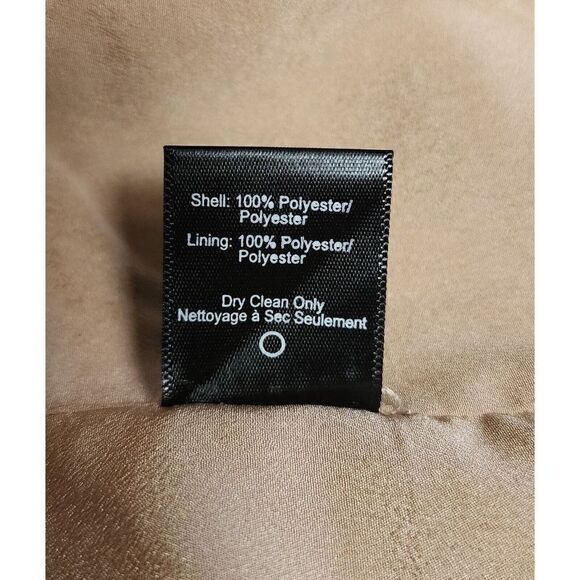 Shell: 100% Polyester/
Polyester
Lining: 100% Polyester/
Polyester
Dry Clean Only
Nettoyage à Sec Seulement